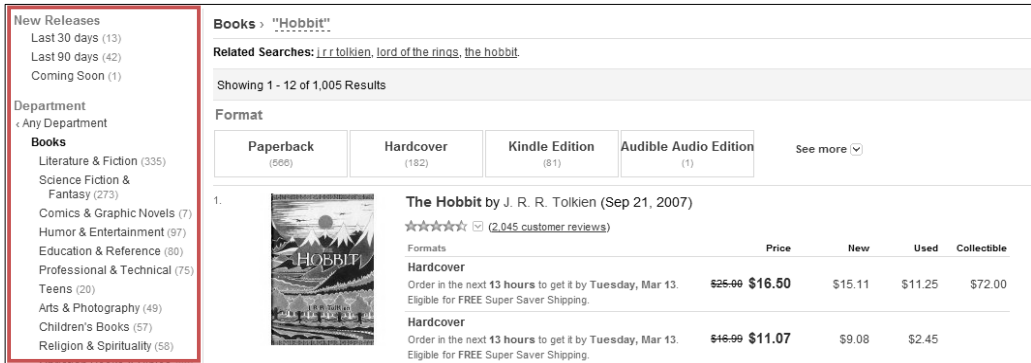 New Releases
Last 30 days (13)
Last 90 days (42)
Coming Soon (1)
Department
‹ Any Department
Books
Literature & Fiction (335)
Science Fiction &
Fantasy (273)
Comics & Graphic Novels (7)
Humor & Entertainment (97)
Education & Reference (80)
Professional & Technical (75)
Teens (20)
Arts & Photography (49)
Children's Books (57)
Religion & Spirituality (58)
Books › "Hobbit"
Related Searches: j r r tolkien, lord of the rings, the hobbit.
Showing 1 - 12 of 1,005 Results
Format
Paperback Hardcover Kindle Edition Audible Audio Edition See more
(566) (182) (81) (1)
1.
THE
HOBBIT
The Hobbit by J. R. R. Tolkien (Sep 21, 2007)
(2,045 customer reviews)
Formats Price New Used Collectible
Hardcover
Order in the next 13 hours to get it by Tuesday, Mar 13. $25.00 $16.50 $15.11 $11.25 $72.00
Eligible for FREE Super Saver Shipping.
Hardcover
Order in the next 13 hours to get it by Tuesday, Mar 13. $16.99 $11.07 $9.08 $2.45
Eligible for FREE Super Saver Shipping.